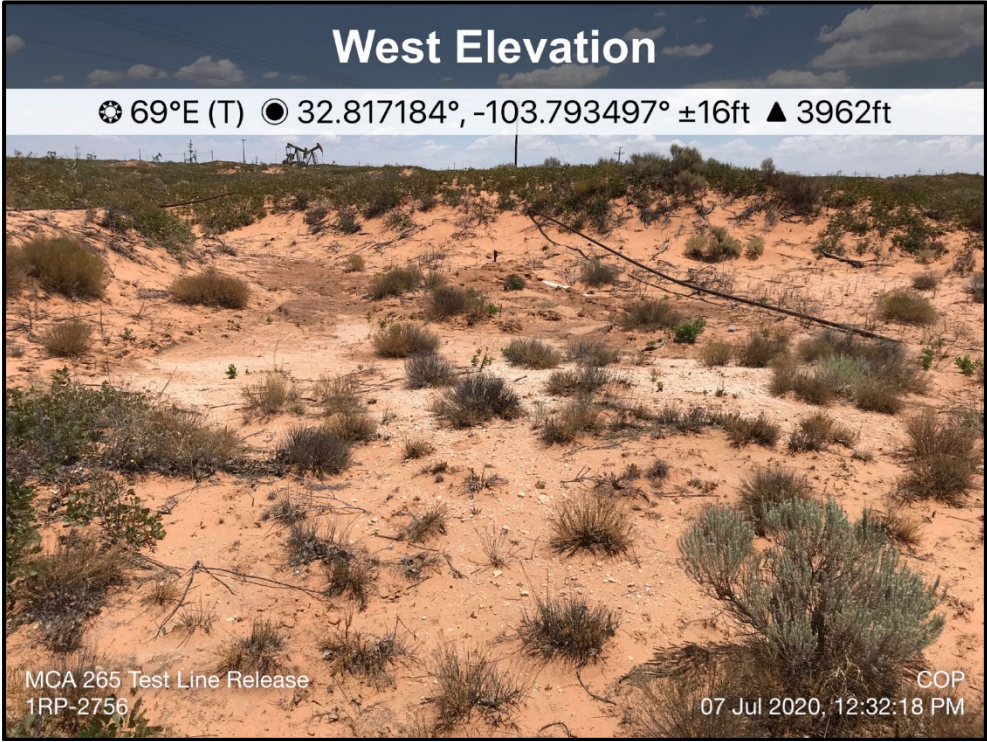 West Elevation
69°E (T) 32.817184°, -103.793497° ±16ft ▲ 3962ft
MCA 265 Test Line Release
1RP-2756
COP
07 Jul 2020, 12:32:18 PM